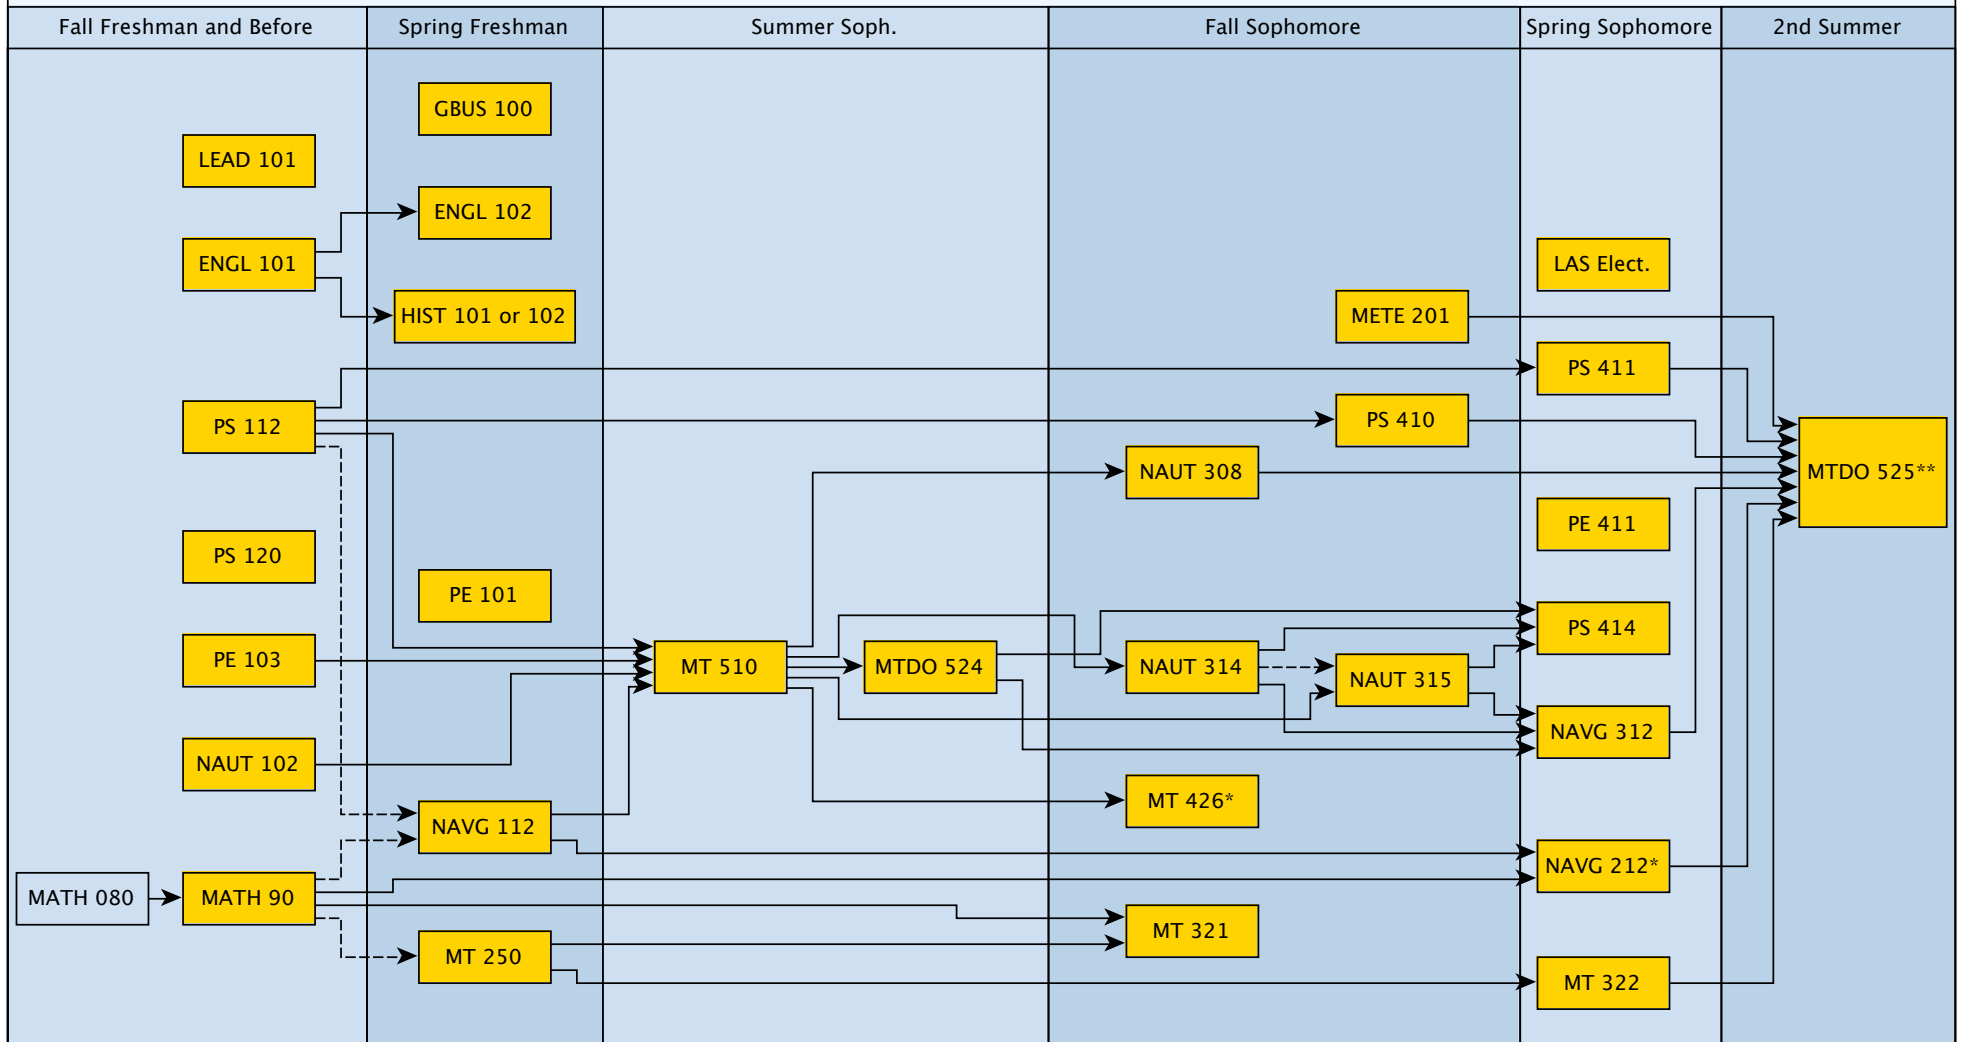 Fall Freshman and Before
Spring Freshman
Summer Soph.
Fall Sophomore
Spring Sophomore
2nd Summer
LEAD 101
ENGL 101
PS 112
PS 120
PE 103
NAUT 102
MATH 080
MATH 90
GBUS 100
ENGL 102
HIST 101 or 102
PE 101
NAVG 112
MT 250
MT 510
MTDO 524
METE 201
PS 410
NAUT 308
NAUT 314
NAUT 315
MT 426*
MT 321
LAS Elect.
PS 411
PE 411
PS 414
NAVG 312
NAVG 212*
MT 322
MTDO 525**